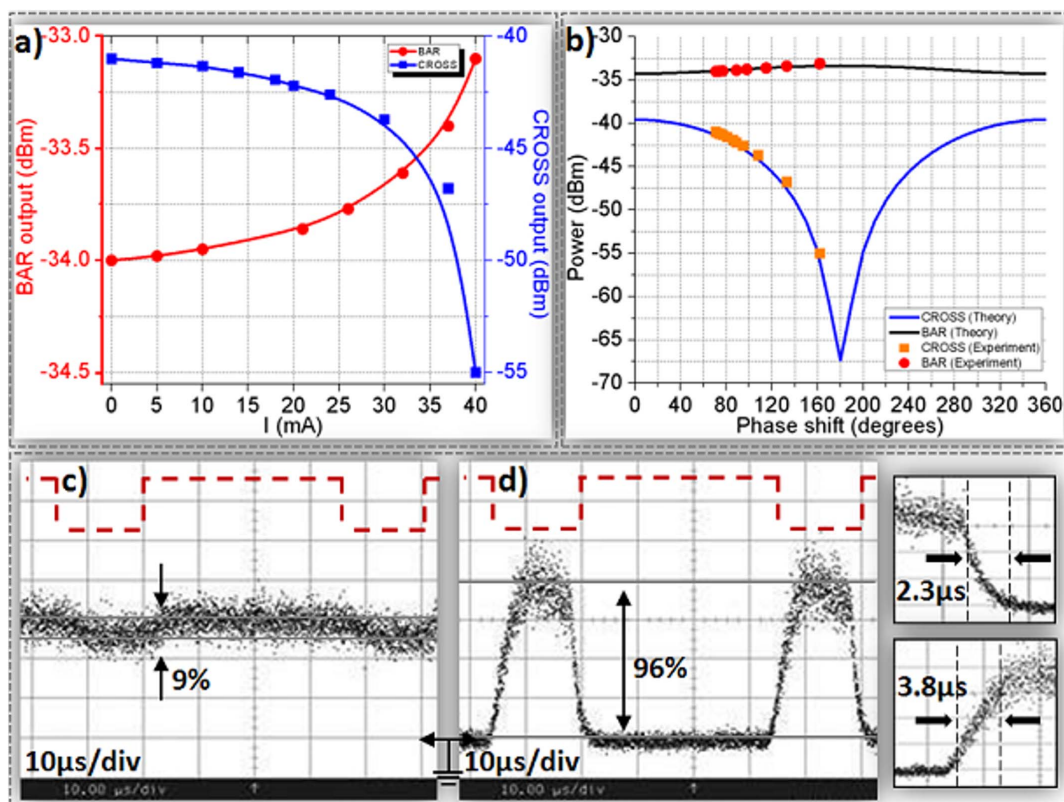 a)
-33.0
-33.5
-34.0
-34.5
BAR output (dBm)
-40
-45
-50
-55
CROSS output (dBm)
BAR
CROSS
0 5 10 15 20 25 30 35 40
I (mA)
b)
-30
-35
-40
-45
-50
-55
-60
-65
-70
Power (dBm)
CROSS (Theory)
BAR (Theory)
CROSS (Experiment)
BAR (Experiment)
0 40 80 120 160 200 240 280 320 360
Phase shift (degrees)
c)
9%
10µs/div
10.00 µs/div
d)
96%
10µs/div
10.00 µs/div
2.3µs
3.8µs